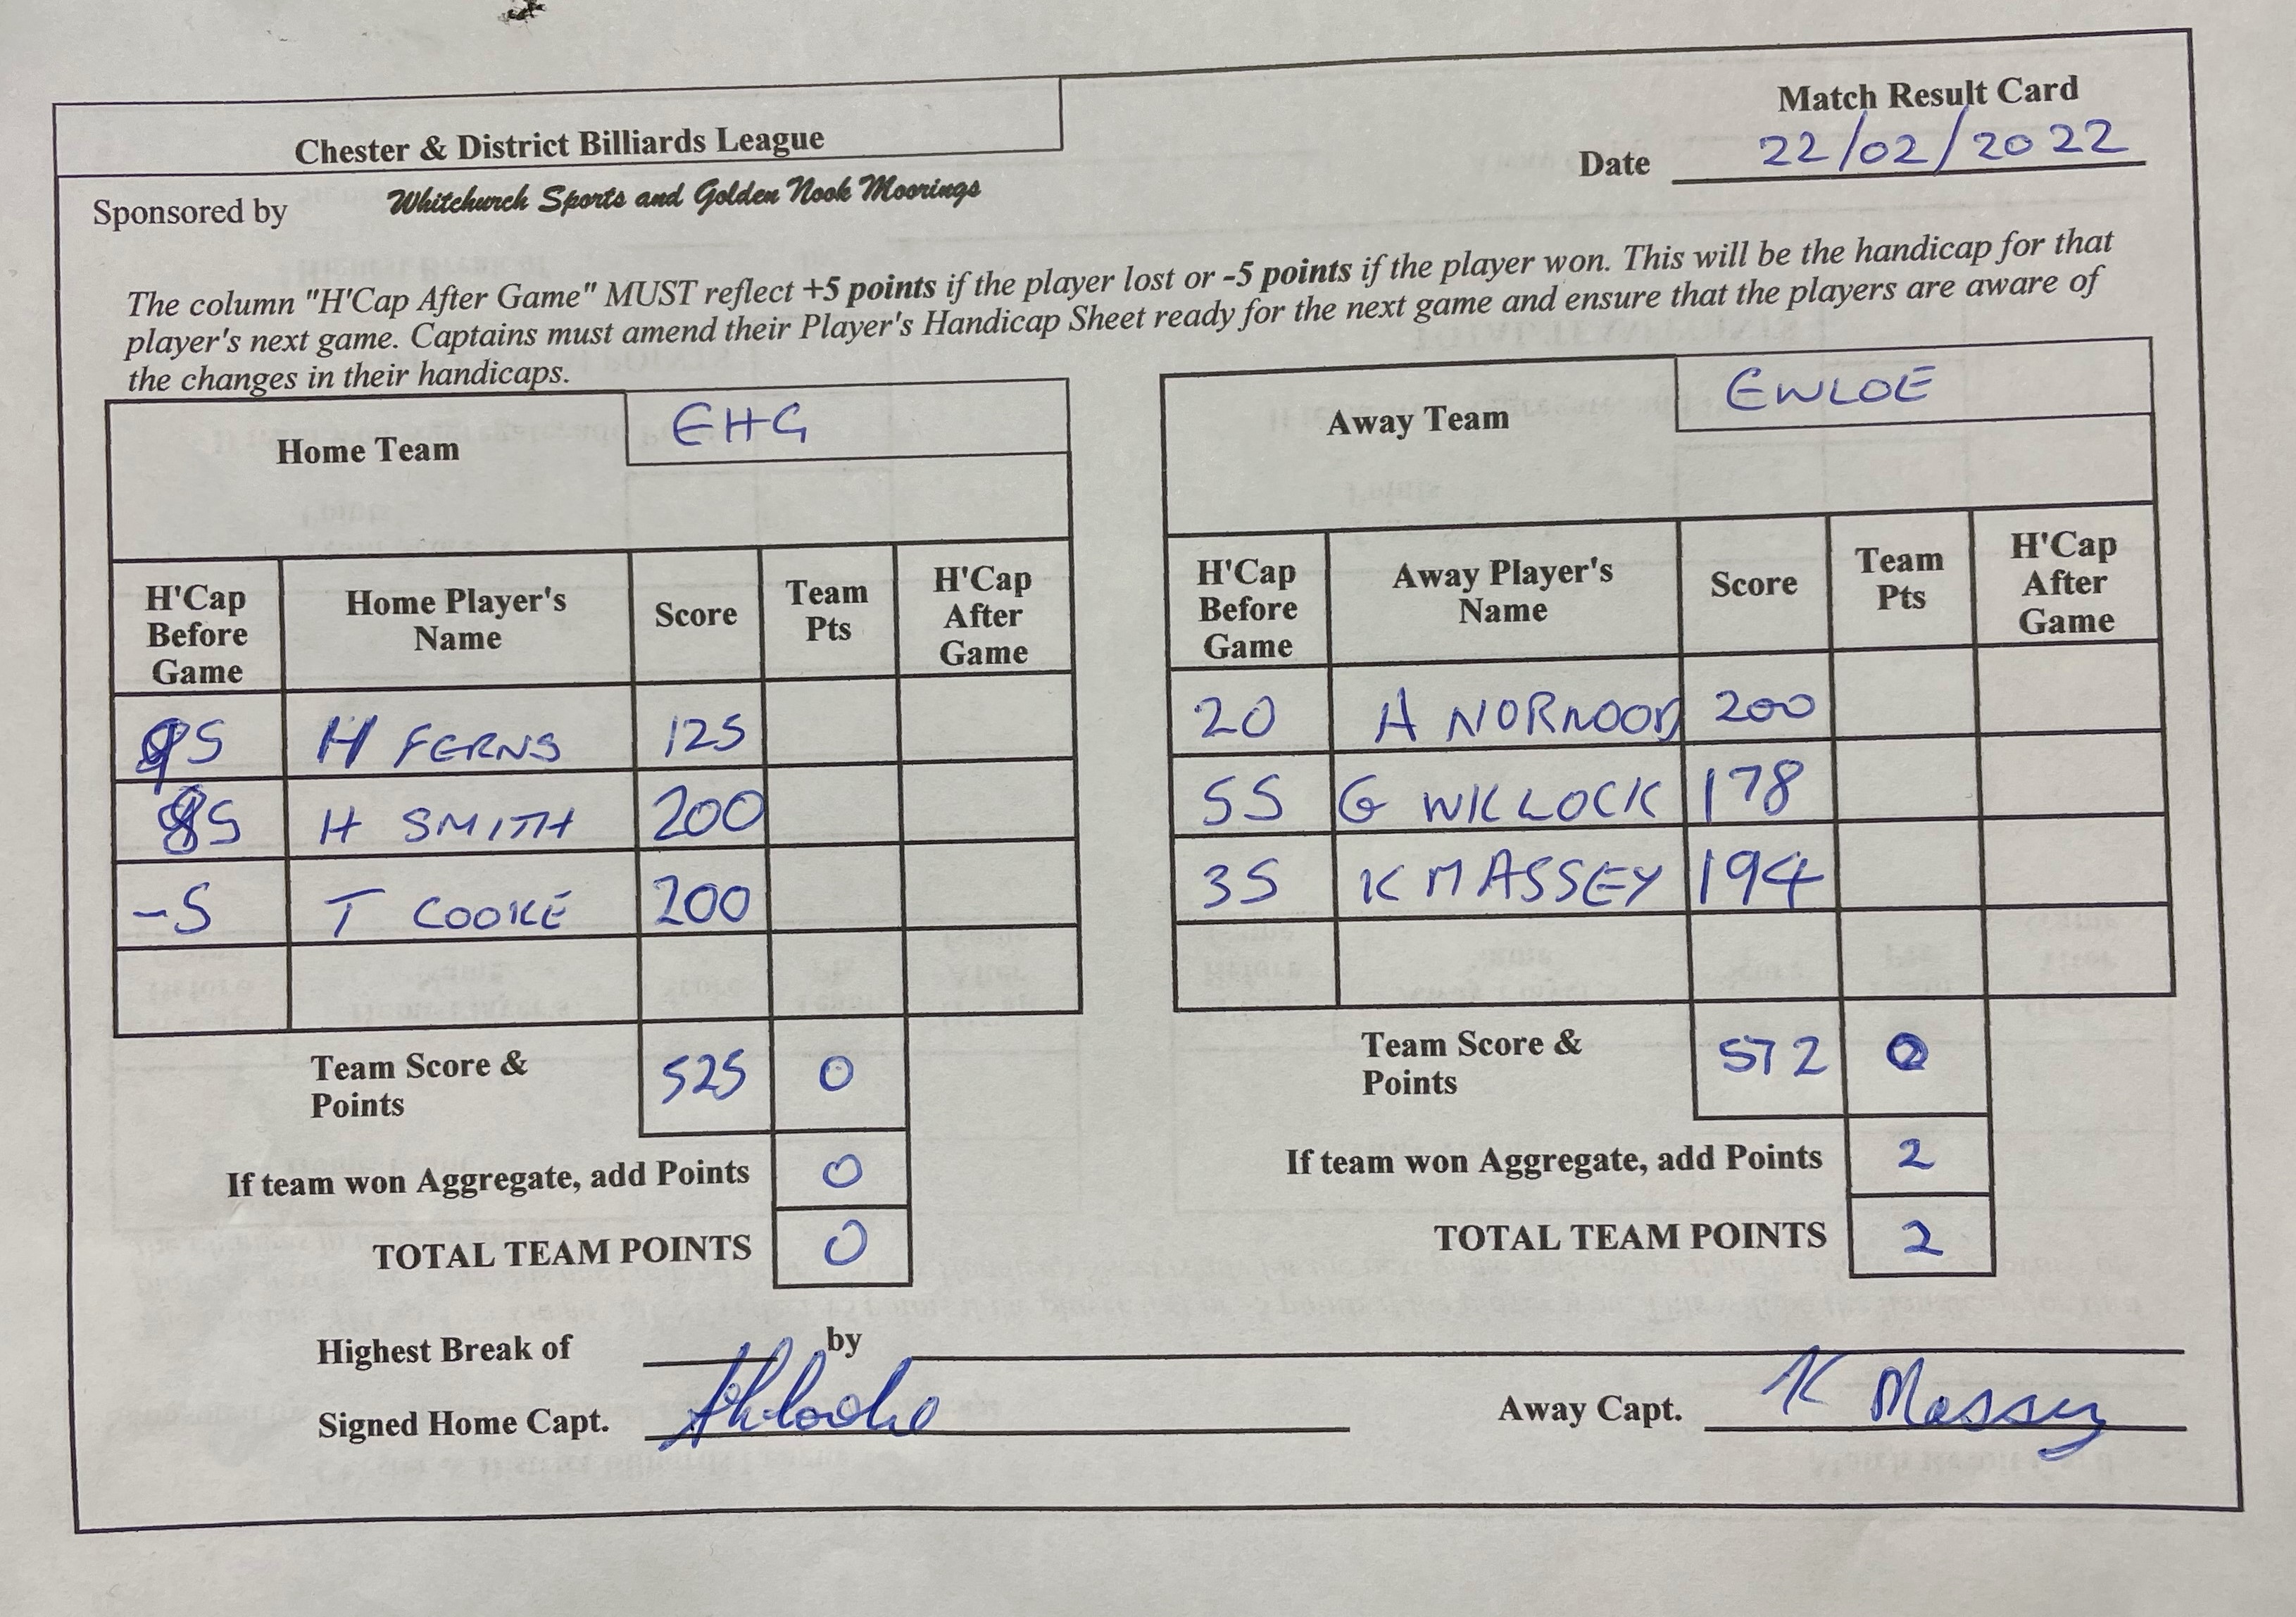 Chester & District Billiards League
Match Result Card
Date 22/02/2022
Sponsored by Whitchurch Sports and Golden Nook Moorings
The column "H'Cap After Game" MUST reflect +5 points if the player lost or -5 points if the player won. This will be the handicap for that
player's next game. Captains must amend their Player's Handicap Sheet ready for the next game and ensure that the players are aware of
the changes in their handicaps.
Home Team EHG
H'Cap Before Game Home Player's Name Score Team Pts H'Cap After Game
95 H FERNS 125
85 H SMITH 200
-5 T COOKE 200
Team Score & Points 525 0
If team won Aggregate, add Points 0
TOTAL TEAM POINTS 0
Away Team EWLOE
H'Cap Before Game Away Player's Name Score Team Pts H'Cap After Game
20 A NORWOOD 200
55 G WILLOCK 178
35 K MASSEY 194
Team Score & Points 572 0
If team won Aggregate, add Points 2
TOTAL TEAM POINTS 2
Highest Break of by
Signed Home Capt.
Away Capt. K Massey